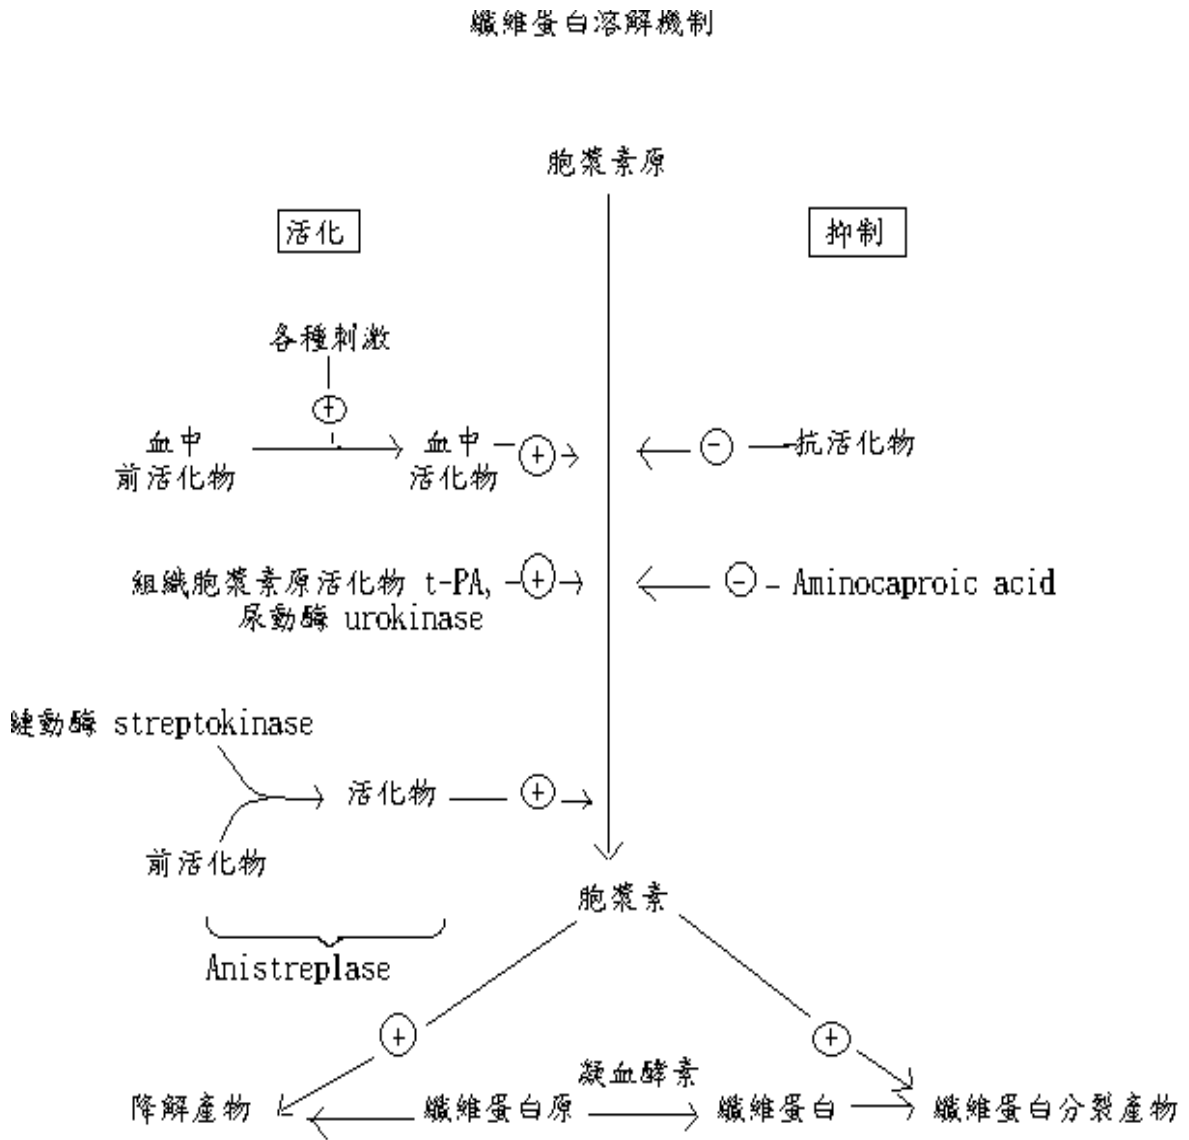 纖維蛋白溶解機制
胞漿素原
活化
抑制
各種刺激
+
血中
前活化物
血中
活化物
+
−
抗活化物
組織胞漿素原活化物 t-PA,
尿動酶 urokinase
+
−
Aminocaproic acid
縺動酶 streptokinase
活化物
+
前活化物
胞漿素
Anistreplase
+
+
凝血酵素
降解產物
纖維蛋白原
纖維蛋白
纖維蛋白分裂產物